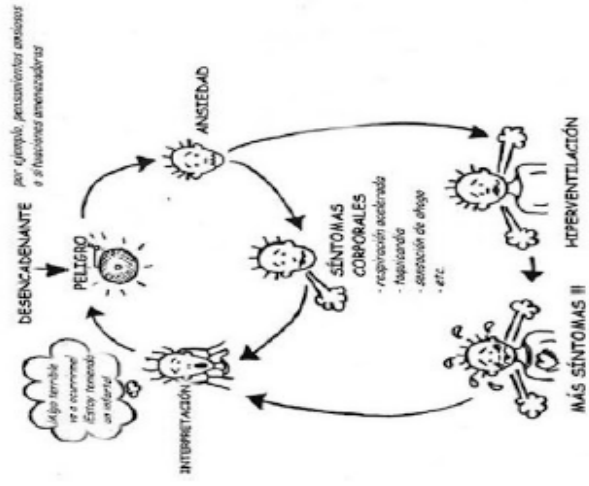 DESENCADENANTE
por ejemplo, pensamientos ansiosos
o situaciones amenazadoras
PELIGRO
ANSIEDAD
SÍNTOMAS
CORPORALES
- respiración acelerada
- taquicardia
- sensación de ahogo
- etc.
HIPERVENTILACIÓN
MÁS SÍNTOMAS !!!
INTERPRETACIÓN
¡Algo terrible
va a ocurrirme!
¡Estoy teniendo
un infarto!